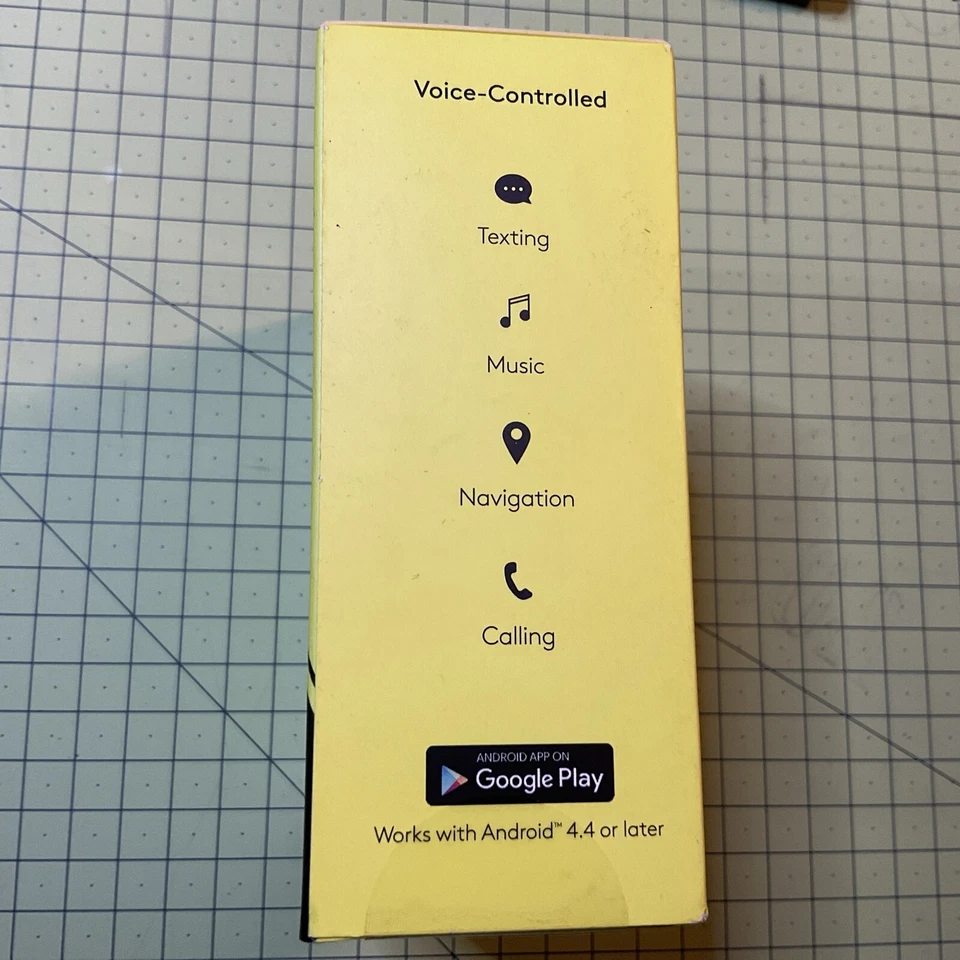 Voice-Controlled
Texting
Music
Navigation
Calling
ANDROID APP ON
Google Play
Works with Android™ 4.4 or later